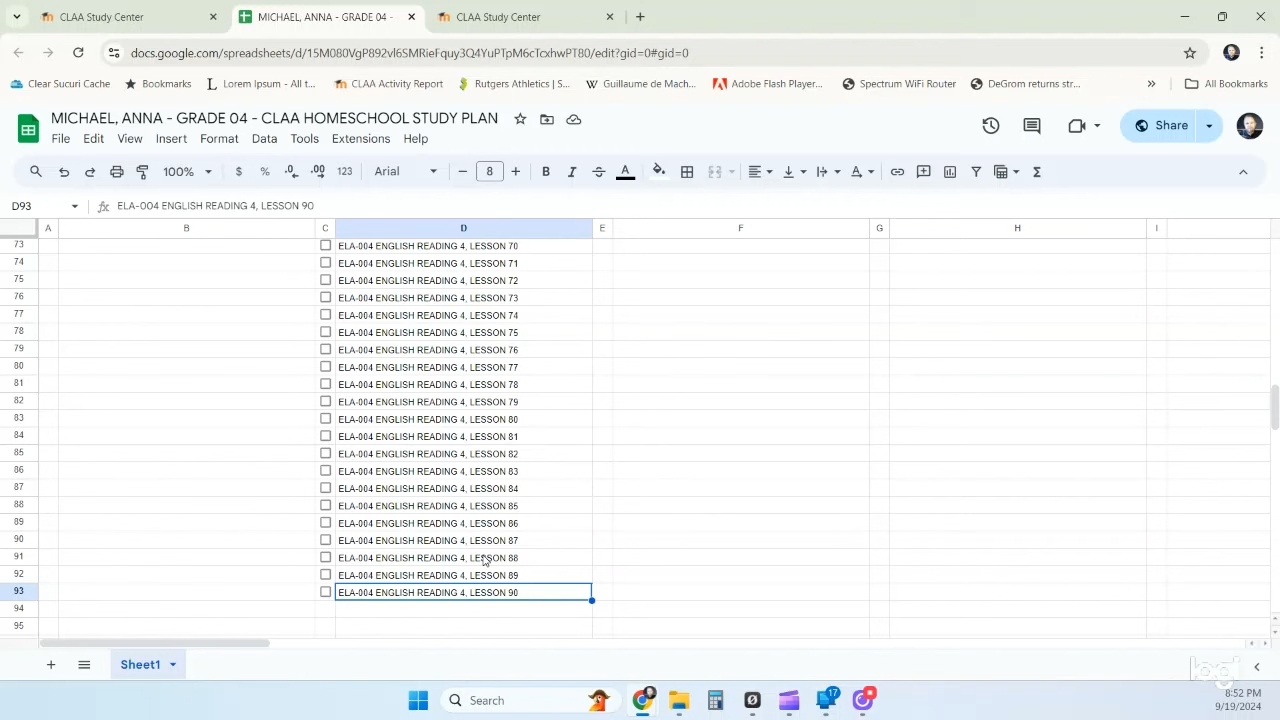 CLAA Study Center
MICHAEL, ANNA - GRADE 04 -
CLAA Study Center
docs.google.com/spreadsheets/d/15M080VgP892vl6SMRieFquy3Q4YuPTpM6cTcxhwPT80/edit?gid=0#gid=0
Clear Sucuri Cache
Bookmarks
Lorem Ipsum - All t...
CLAA Activity Report
Rutgers Athletics | S...
Guillaume de Mach...
Adobe Flash Player...
Spectrum WiFi Router
DeGrom returns str...
All Bookmarks
MICHAEL, ANNA - GRADE 04 - CLAA HOMESCHOOL STUDY PLAN
File Edit View Insert Format Data Tools Extensions Help
Share
100% $ % .0 .00 123 Arial 8 B I S A
D93 fx ELA-004 ENGLISH READING 4, LESSON 90
A B C D E F G H I
73 ELA-004 ENGLISH READING 4, LESSON 70
74 ELA-004 ENGLISH READING 4, LESSON 71
75 ELA-004 ENGLISH READING 4, LESSON 72
76 ELA-004 ENGLISH READING 4, LESSON 73
77 ELA-004 ENGLISH READING 4, LESSON 74
78 ELA-004 ENGLISH READING 4, LESSON 75
79 ELA-004 ENGLISH READING 4, LESSON 76
80 ELA-004 ENGLISH READING 4, LESSON 77
81 ELA-004 ENGLISH READING 4, LESSON 78
82 ELA-004 ENGLISH READING 4, LESSON 79
83 ELA-004 ENGLISH READING 4, LESSON 80
84 ELA-004 ENGLISH READING 4, LESSON 81
85 ELA-004 ENGLISH READING 4, LESSON 82
86 ELA-004 ENGLISH READING 4, LESSON 83
87 ELA-004 ENGLISH READING 4, LESSON 84
88 ELA-004 ENGLISH READING 4, LESSON 85
89 ELA-004 ENGLISH READING 4, LESSON 86
90 ELA-004 ENGLISH READING 4, LESSON 87
91 ELA-004 ENGLISH READING 4, LESSON 88
92 ELA-004 ENGLISH READING 4, LESSON 89
93 ELA-004 ENGLISH READING 4, LESSON 90
94
95
Sheet1
logi
Search
17
8:52 PM
9/19/2024